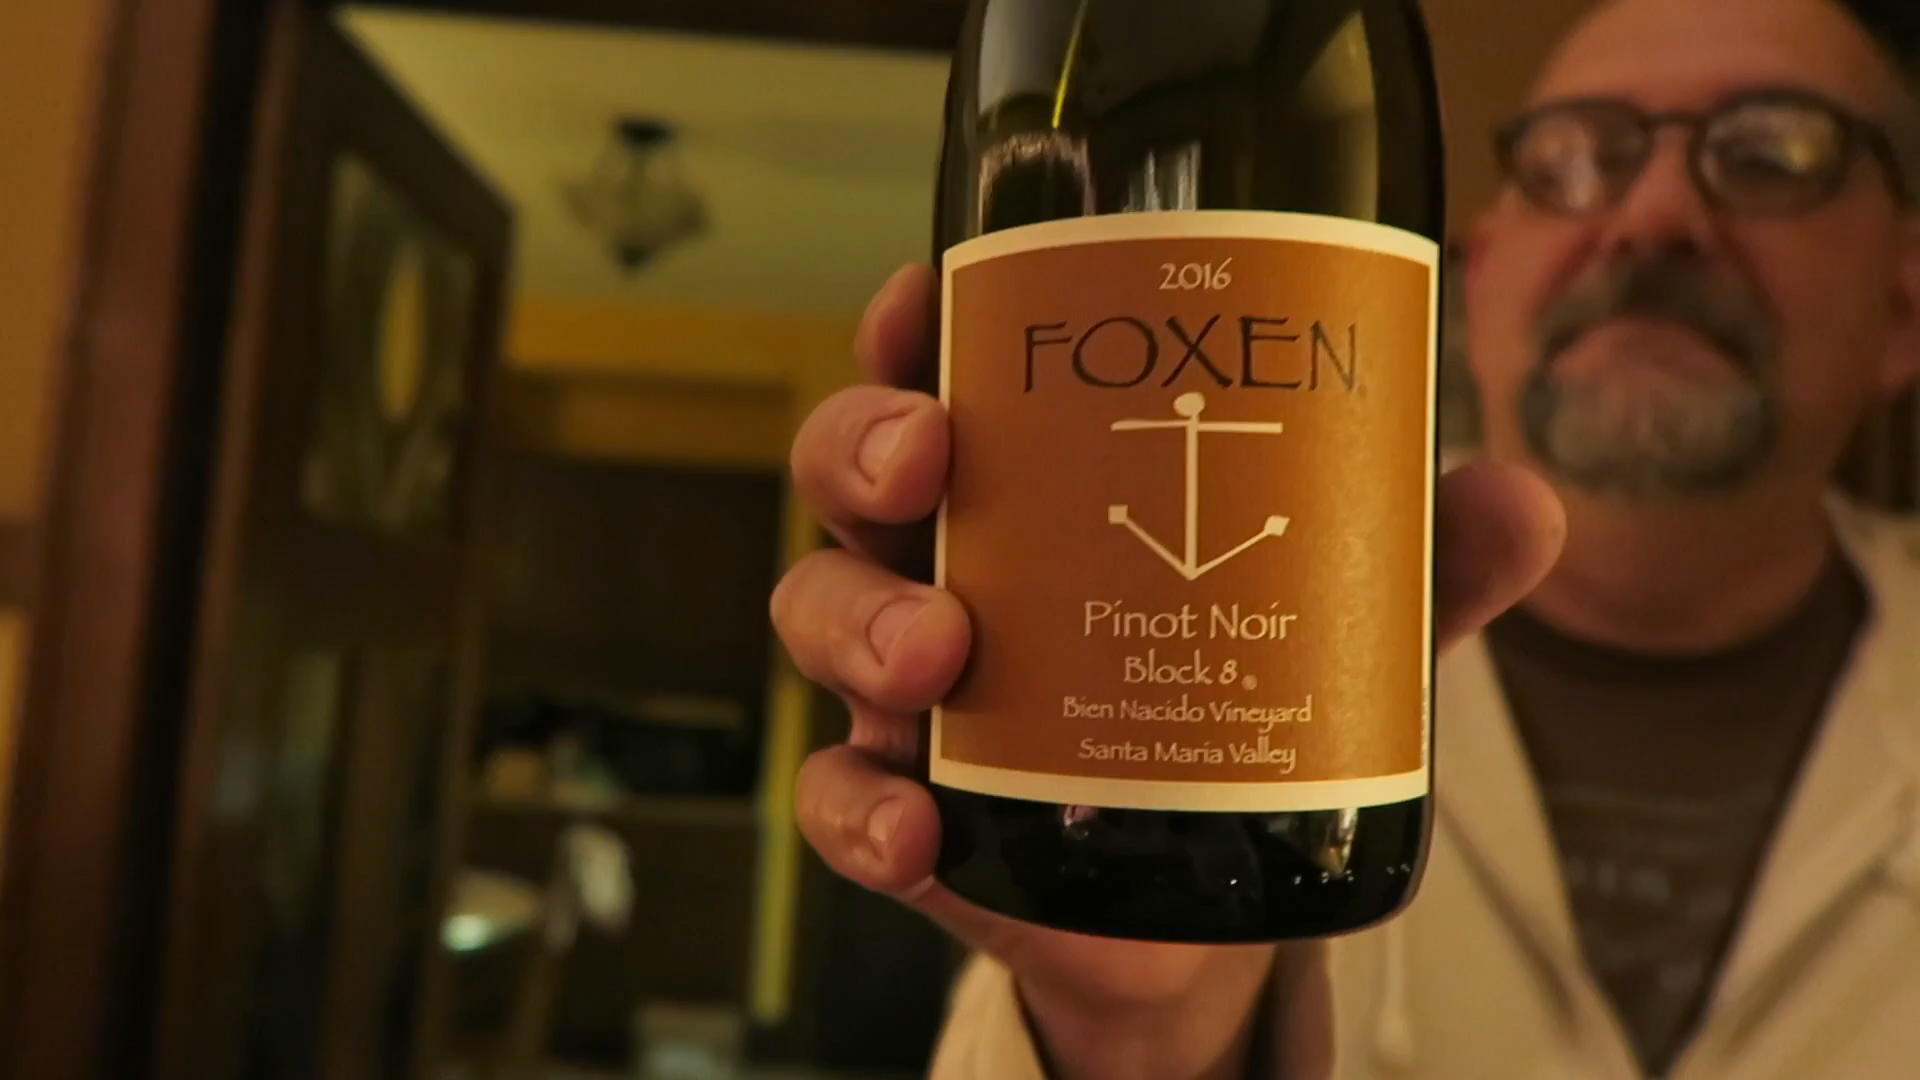 2016
FOXEN®
Pinot Noir
Block 8®
Bien Nacido Vineyard
Santa Maria Valley